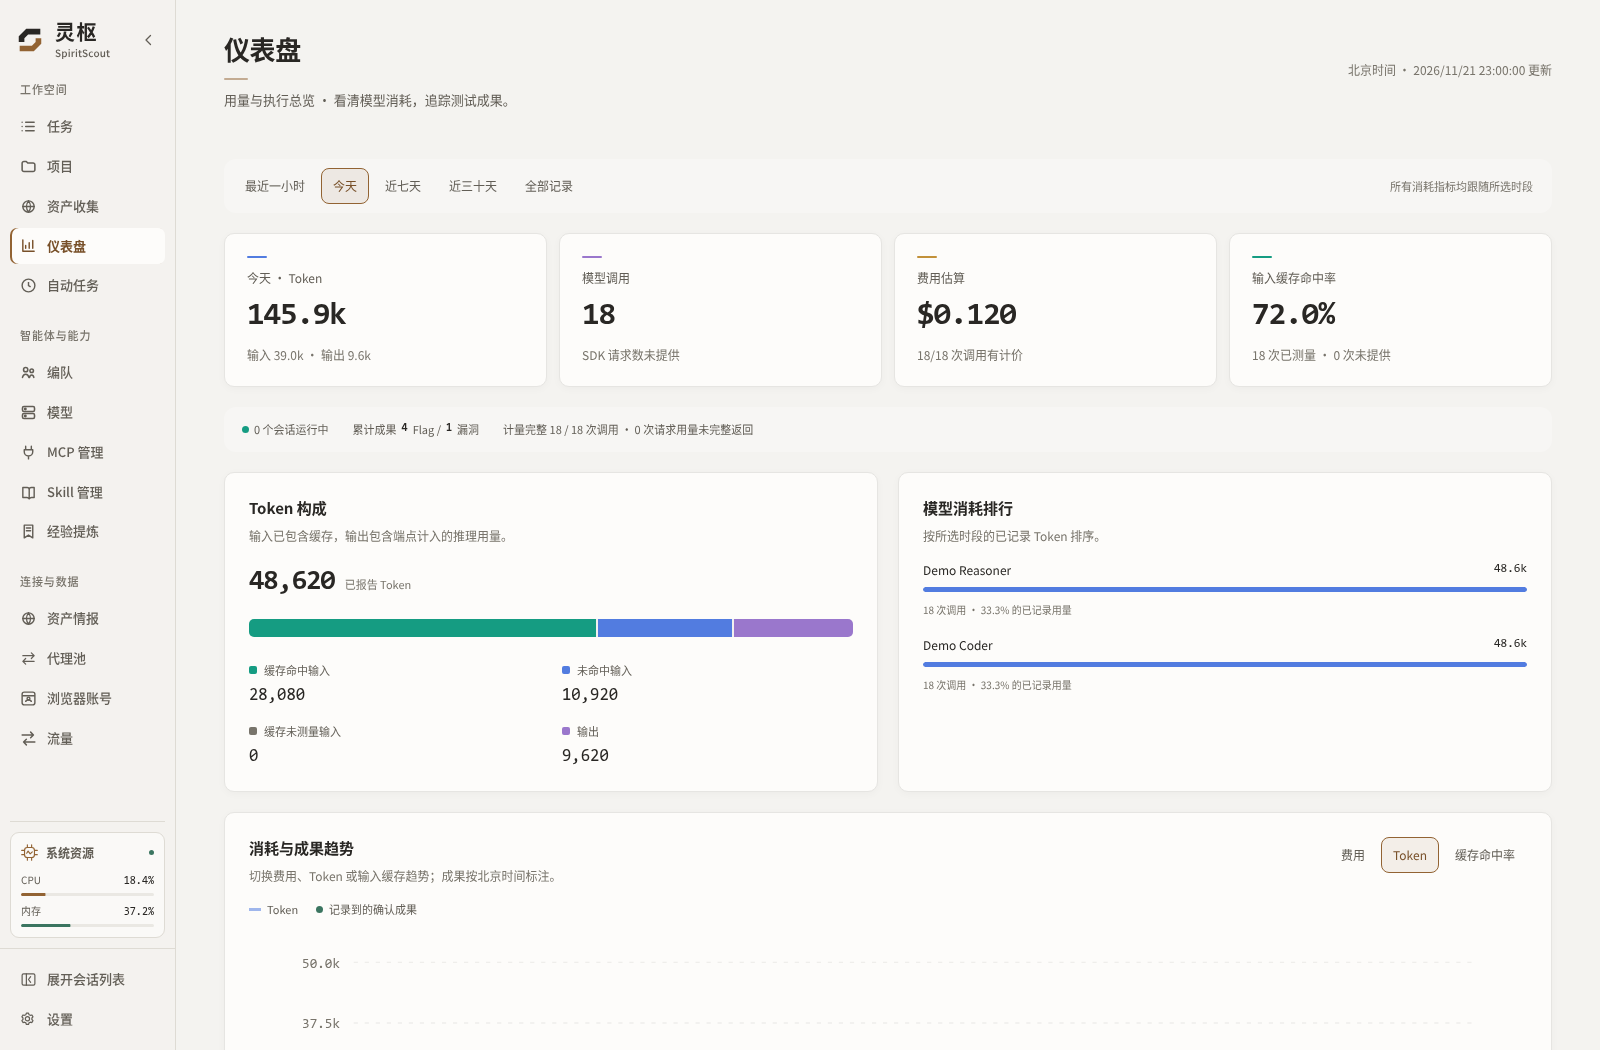 灵枢
SpiritScout
工作空间
任务
项目
资产收集
仪表盘
自动任务
智能体与能力
编队
模型
MCP 管理
Skill 管理
经验提炼
连接与数据
资产情报
代理池
浏览器账号
流量
系统资源
CPU 18.4%
内存 37.2%
展开会话列表
设置
仪表盘
用量与执行总览 · 看清模型消耗，追踪测试成果。
北京时间 · 2026/11/21 23:00:00 更新
最近一小时 今天 近七天 近三十天 全部记录
所有消耗指标均跟随所选时段
今天 · Token
145.9k
输入 39.0k · 输出 9.6k
模型调用
18
SDK 请求数未提供
费用估算
$0.120
18/18 次调用有计价
输入缓存命中率
72.0%
18 次已测量 · 0 次未提供
0 个会话运行中 累计成果 4 Flag / 1 漏洞 计量完整 18 / 18 次调用 · 0 次请求用量未完整返回
Token 构成
输入已包含缓存，输出包含端点计入的推理用量。
48,620 已报告 Token
缓存命中输入
28,080
未命中输入
10,920
缓存未测量输入
0
输出
9,620
模型消耗排行
按所选时段的已记录 Token 排序。
Demo Reasoner 48.6k
18 次调用 · 33.3% 的已记录用量
Demo Coder 48.6k
18 次调用 · 33.3% 的已记录用量
消耗与成果趋势
切换费用、Token 或输入缓存趋势；成果按北京时间标注。
费用 Token 缓存命中率
Token 记录到的确认成果
50.0k
37.5k